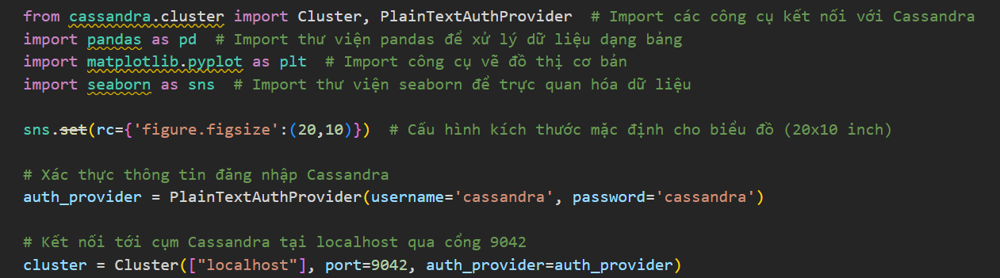 from cassandra.cluster import Cluster, PlainTextAuthProvider  # Import các công cụ kết nối với Cassandra
import pandas as pd  # Import thư viện pandas để xử lý dữ liệu dạng bảng
import matplotlib.pyplot as plt  # Import công cụ vẽ đồ thị cơ bản
import seaborn as sns  # Import thư viện seaborn để trực quan hóa dữ liệu
sns.set(rc={'figure.figsize':(20,10)})  # Cấu hình kích thước mặc định cho biểu đồ (20x10 inch)
# Xác thực thông tin đăng nhập Cassandra
auth_provider = PlainTextAuthProvider(username='cassandra', password='cassandra')
# Kết nối tới cụm Cassandra tại localhost qua cổng 9042
cluster = Cluster(["localhost"], port=9042, auth_provider=auth_provider)